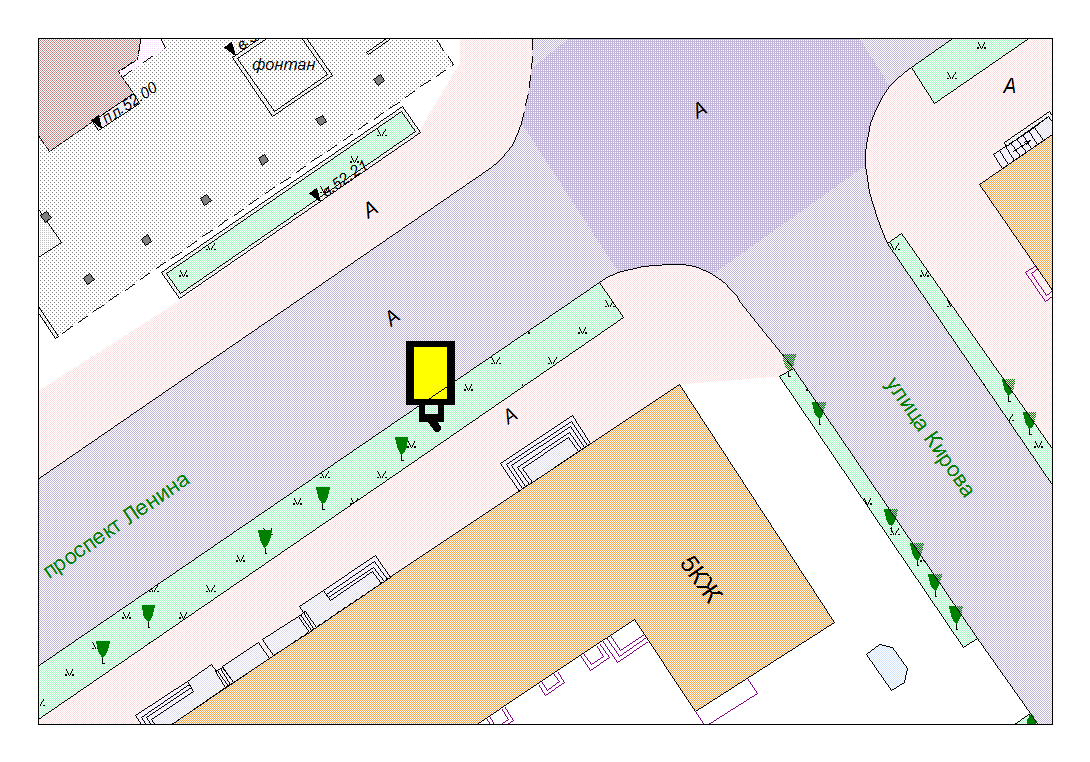 фонтан
пл.52.00
А
А
в.52.21
А
А
А
улица Кирова
проспект Ленина
5КЖ